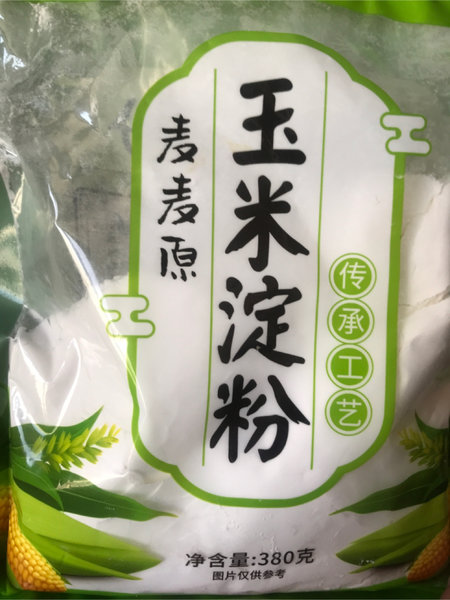 玉米淀粉
麦麦原
传承工艺
净含量:380克
图片仅供参考